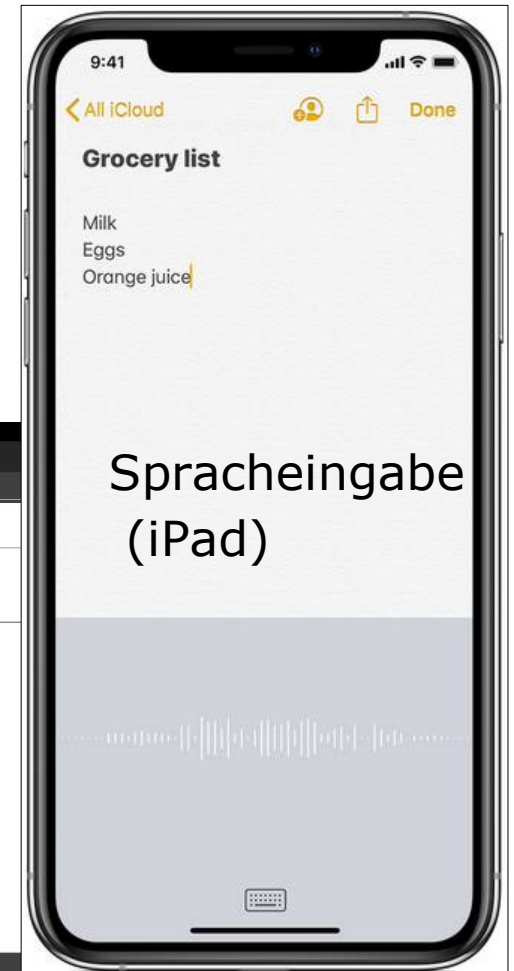 9:41
All iCloud
Done
Grocery list
Milk
Eggs
Orange juice
Spracheingabe
(iPad)